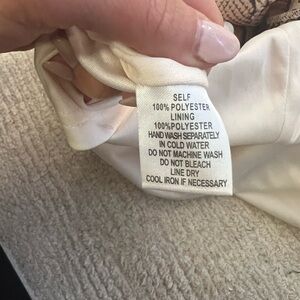 SELF
100% POLYESTER
LINING
100%POLYESTER
HAND WASH SEPARATELY
IN COLD WATER
DO NOT MACHINE WASH
DO NOT BLEACH
LINE DRY
COOL IRON IF NECESSARY